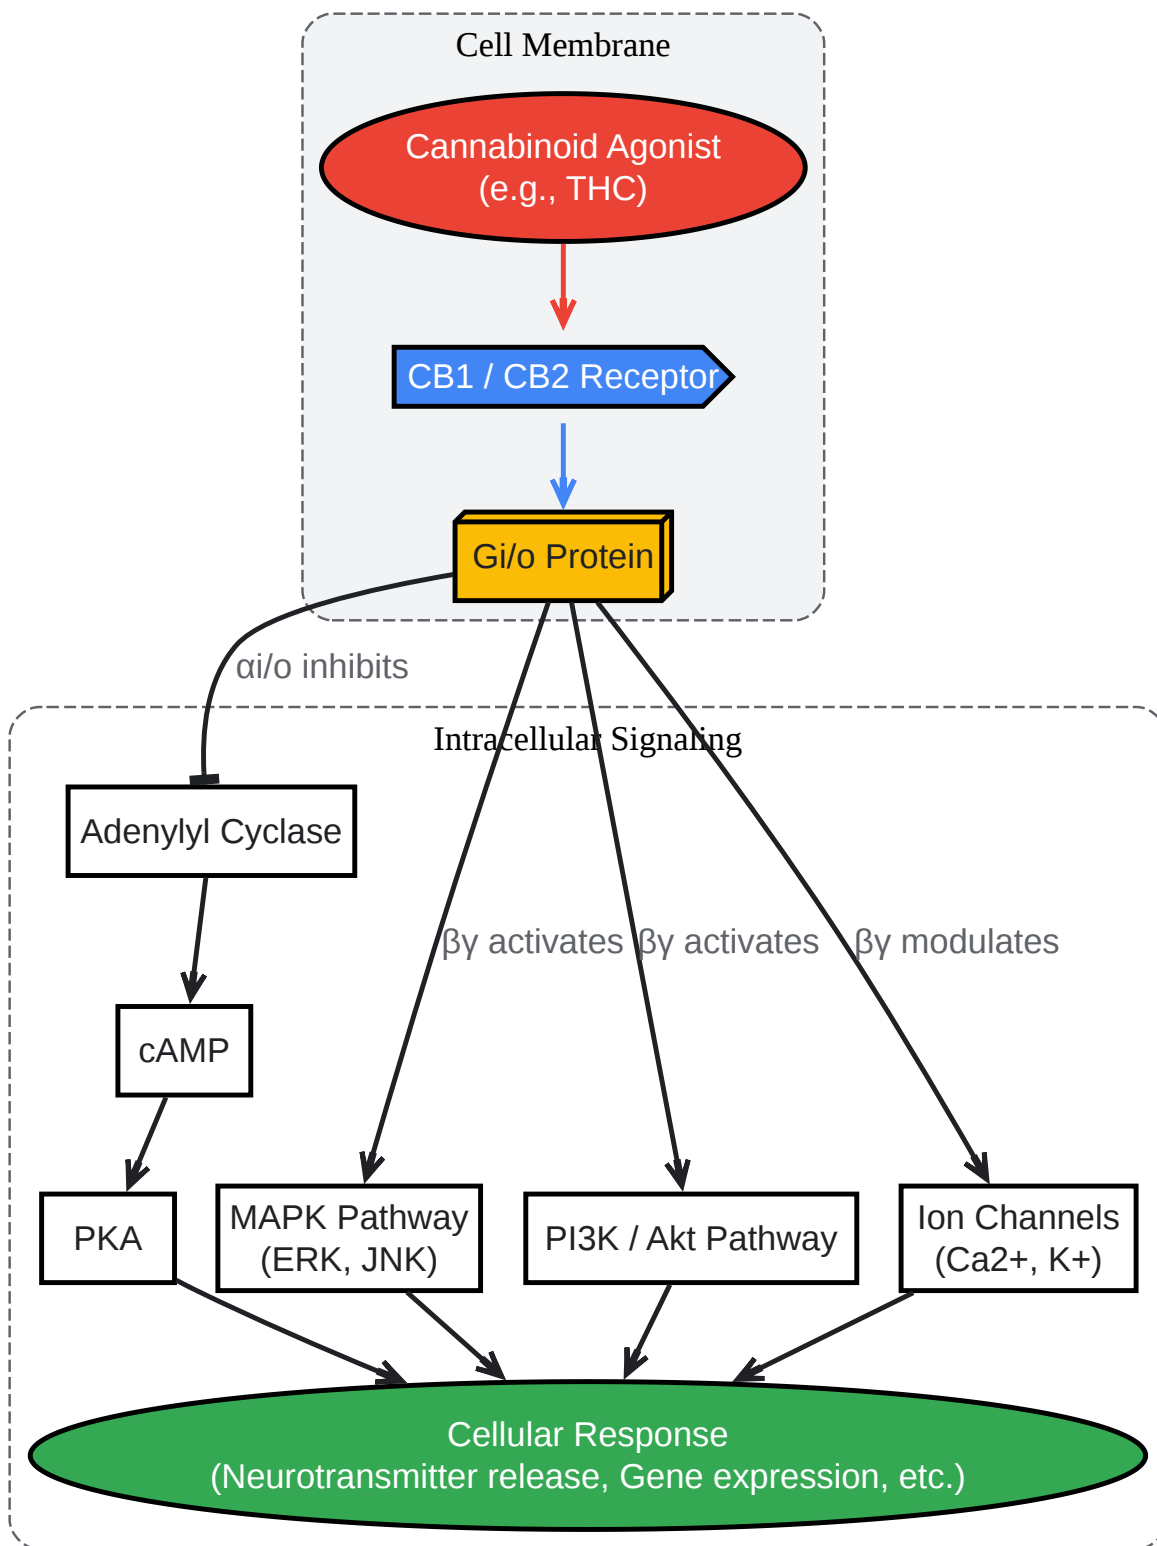 Cell Membrane
Cannabinoid Agonist
(e.g., THC)
CB1 / CB2 Receptor
Gi/o Protein
αi/o inhibits
Intracellular Signaling
Adenylyl Cyclase
βγ activates
βγ activates
βγ modulates
cAMP
PKA
MAPK Pathway
(ERK, JNK)
PI3K / Akt Pathway
Ion Channels
(Ca2+, K+)
Cellular Response
(Neurotransmitter release, Gene expression, etc.)